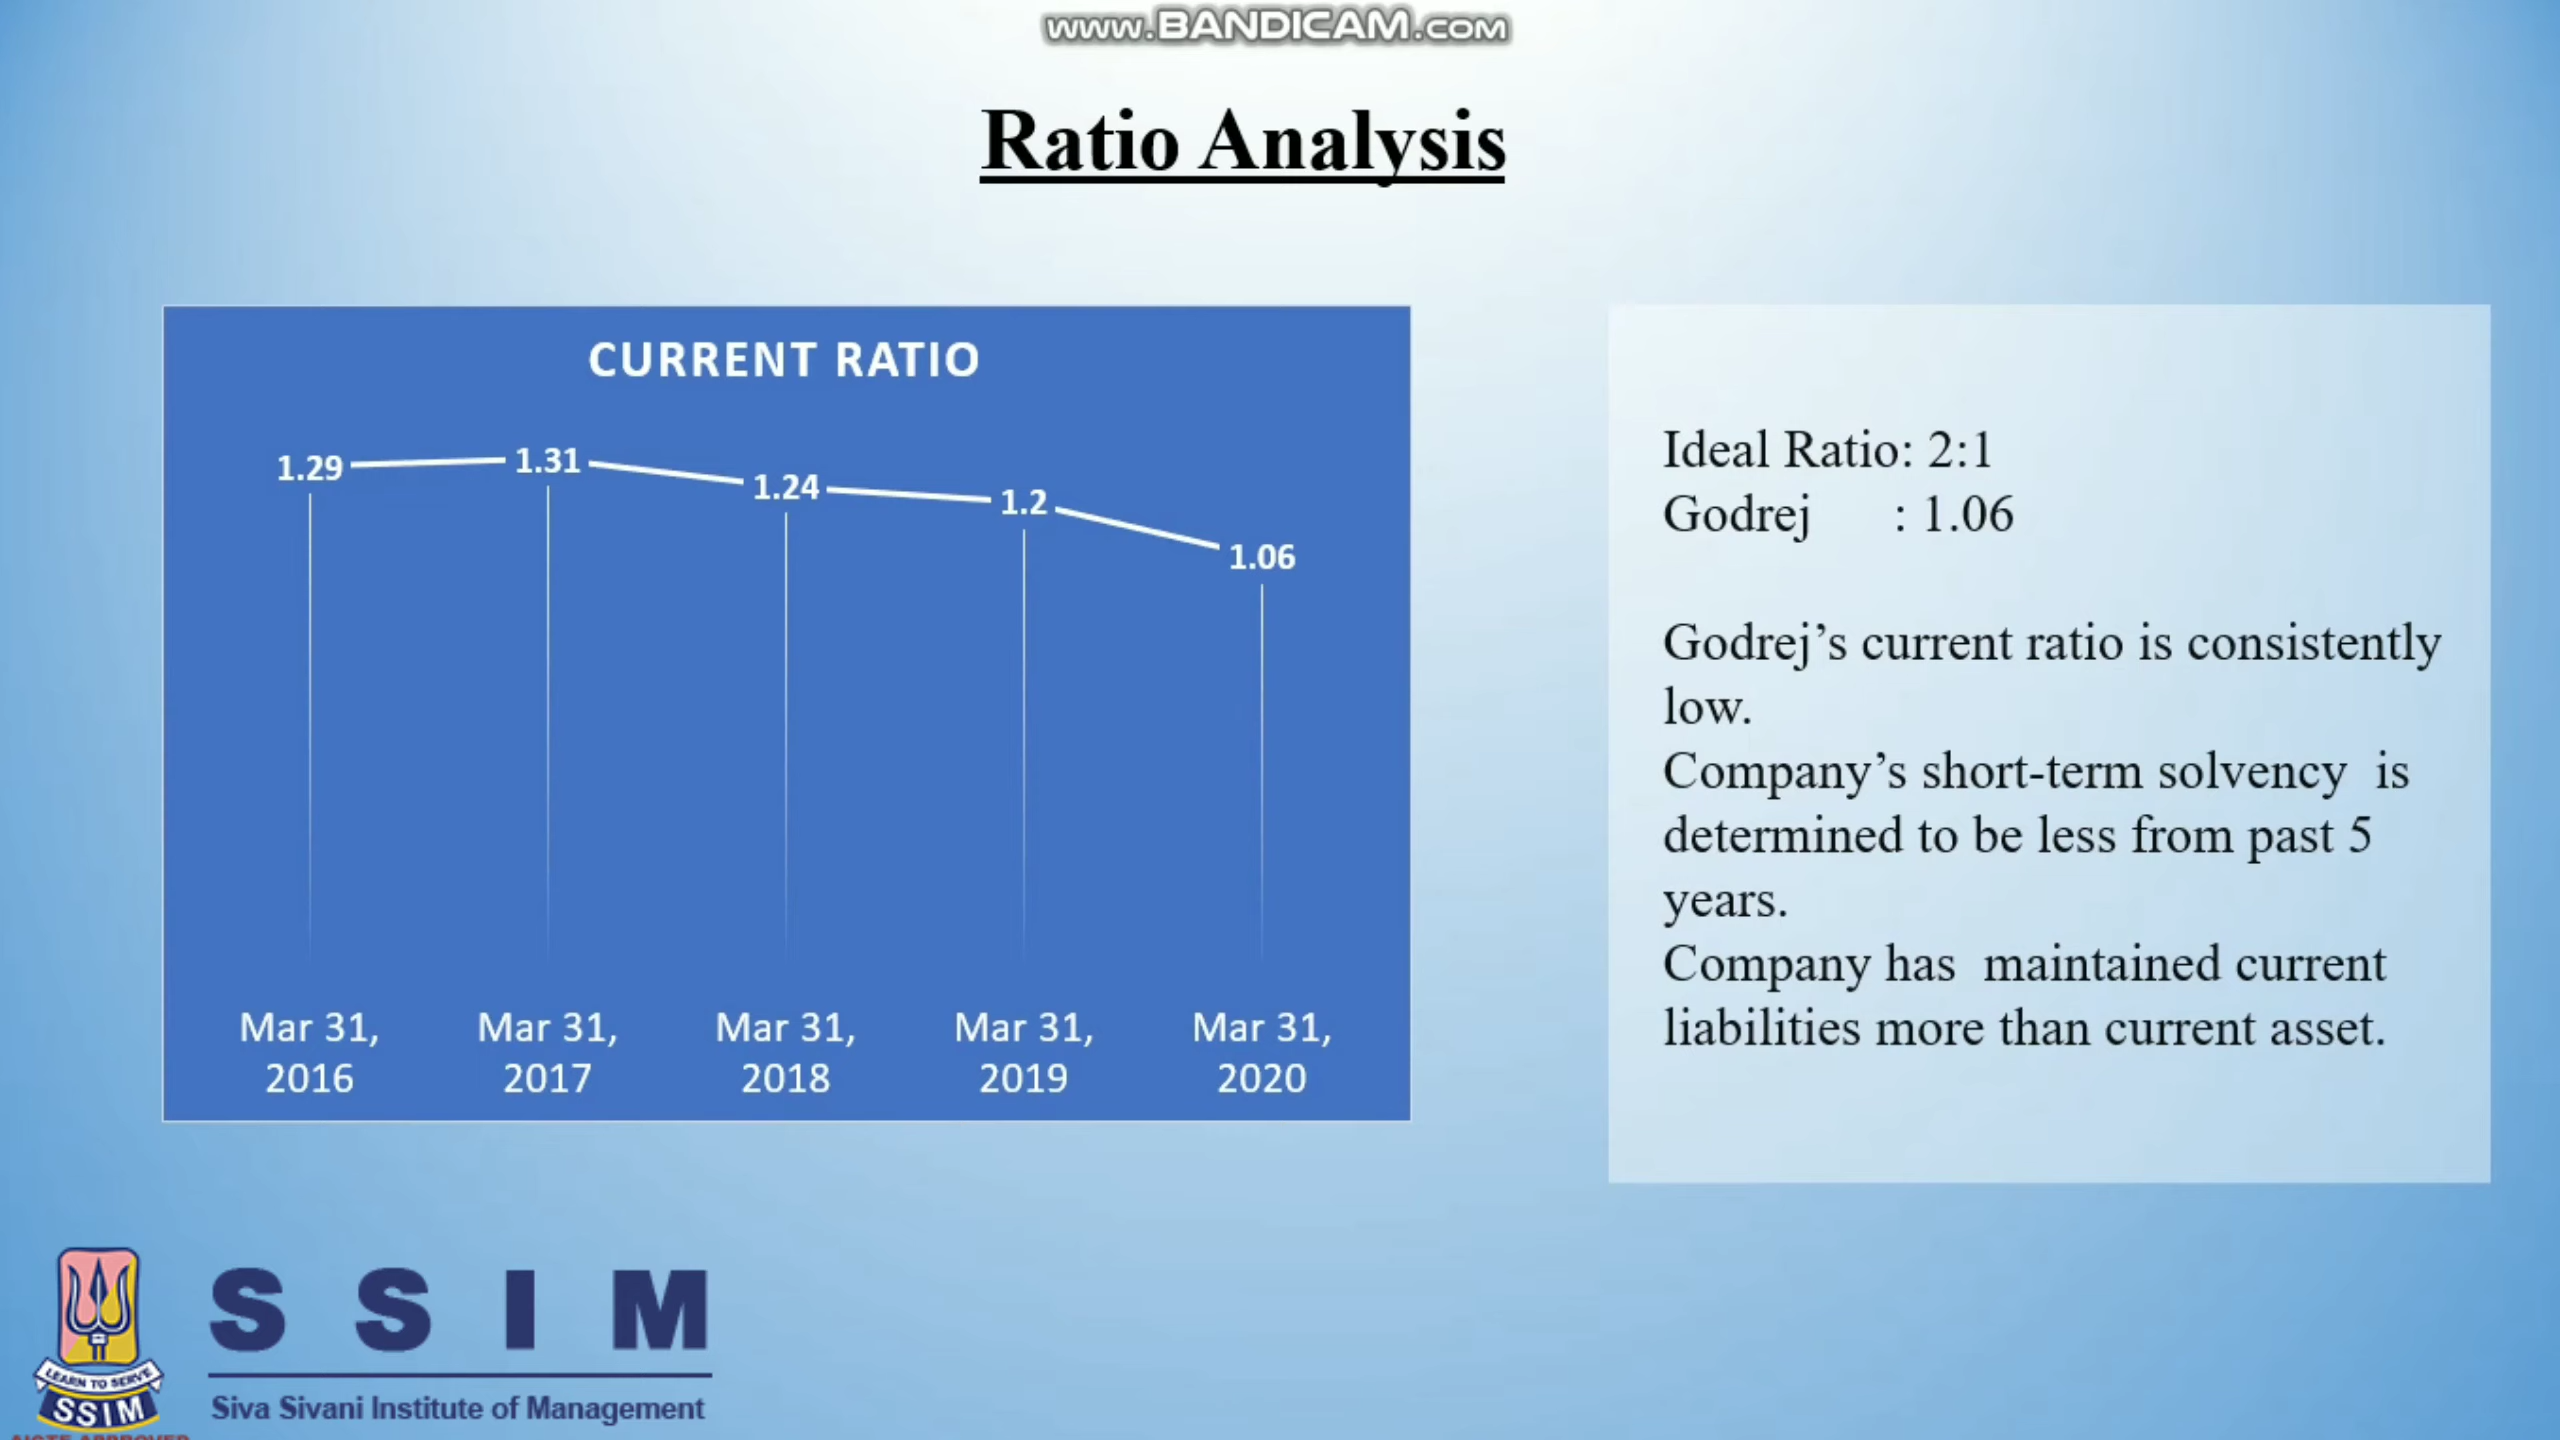 www.BANDICAM.com
Ratio Analysis
CURRENT RATIO
1.29
1.31
1.24
1.2
1.06
Mar 31,
2016
Mar 31,
2017
Mar 31,
2018
Mar 31,
2019
Mar 31,
2020
Ideal Ratio: 2:1
Godrej : 1.06
Godrej’s current ratio is consistently
low.
Company’s short-term solvency is
determined to be less from past 5
years.
Company has maintained current
liabilities more than current asset.
LEARN TO SERVE
SSIM
AICTE APPROVED
S S I M
Siva Sivani Institute of Management